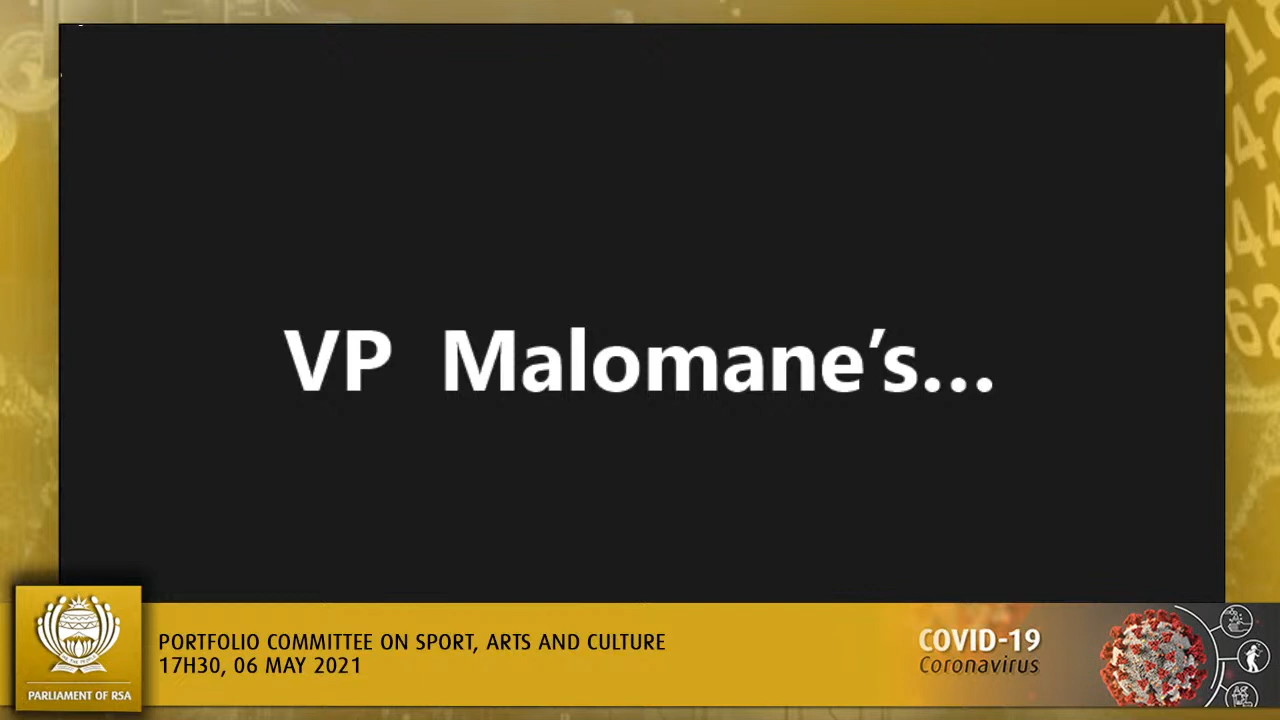 VP Malomane’s...
PORTFOLIO COMMITTEE ON SPORT, ARTS AND CULTURE
17H30, 06 MAY 2021
COVID-19
Coronavirus
PARLIAMENT OF RSA